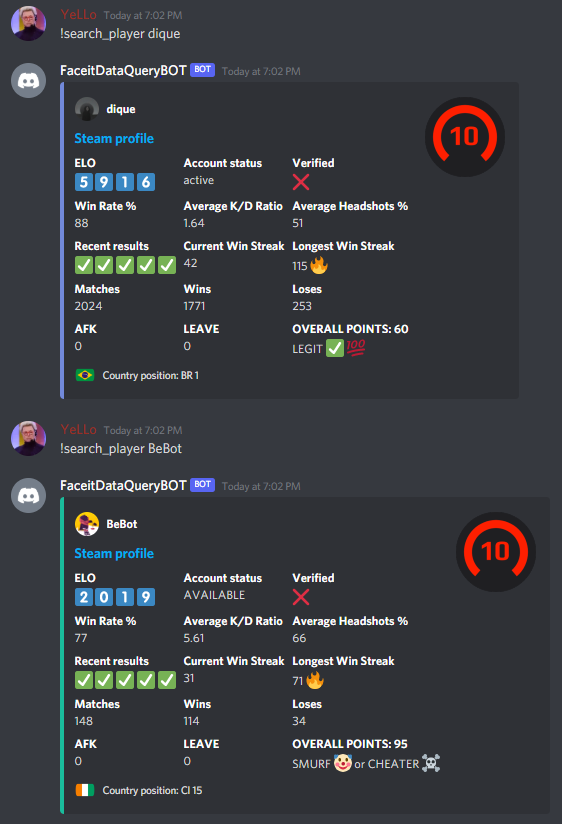 YeLLo Today at 7:02 PM
!search_player dique
FaceitDataQueryBOT BOT Today at 7:02 PM
dique
10
Steam profile
ELO Account status Verified
5 9 1 6 active ❌
Win Rate % Average K/D Ratio Average Headshots %
88 1.64 51
Recent results Current Win Streak Longest Win Streak
✅✅✅✅✅ 42 115 🔥
Matches Wins Loses
2024 1771 253
AFK LEAVE OVERALL POINTS: 60
0 0 LEGIT ✅ 💯
Country position: BR 1
YeLLo Today at 7:02 PM
!search_player BeBot
FaceitDataQueryBOT BOT Today at 7:02 PM
BeBot
10
Steam profile
ELO Account status Verified
2 0 1 9 AVAILABLE ❌
Win Rate % Average K/D Ratio Average Headshots %
77 5.61 66
Recent results Current Win Streak Longest Win Streak
✅✅✅✅✅ 31 71 🔥
Matches Wins Loses
148 114 34
AFK LEAVE OVERALL POINTS: 95
0 0 SMURF 🤡 or CHEATER ☠️
Country position: CI 15